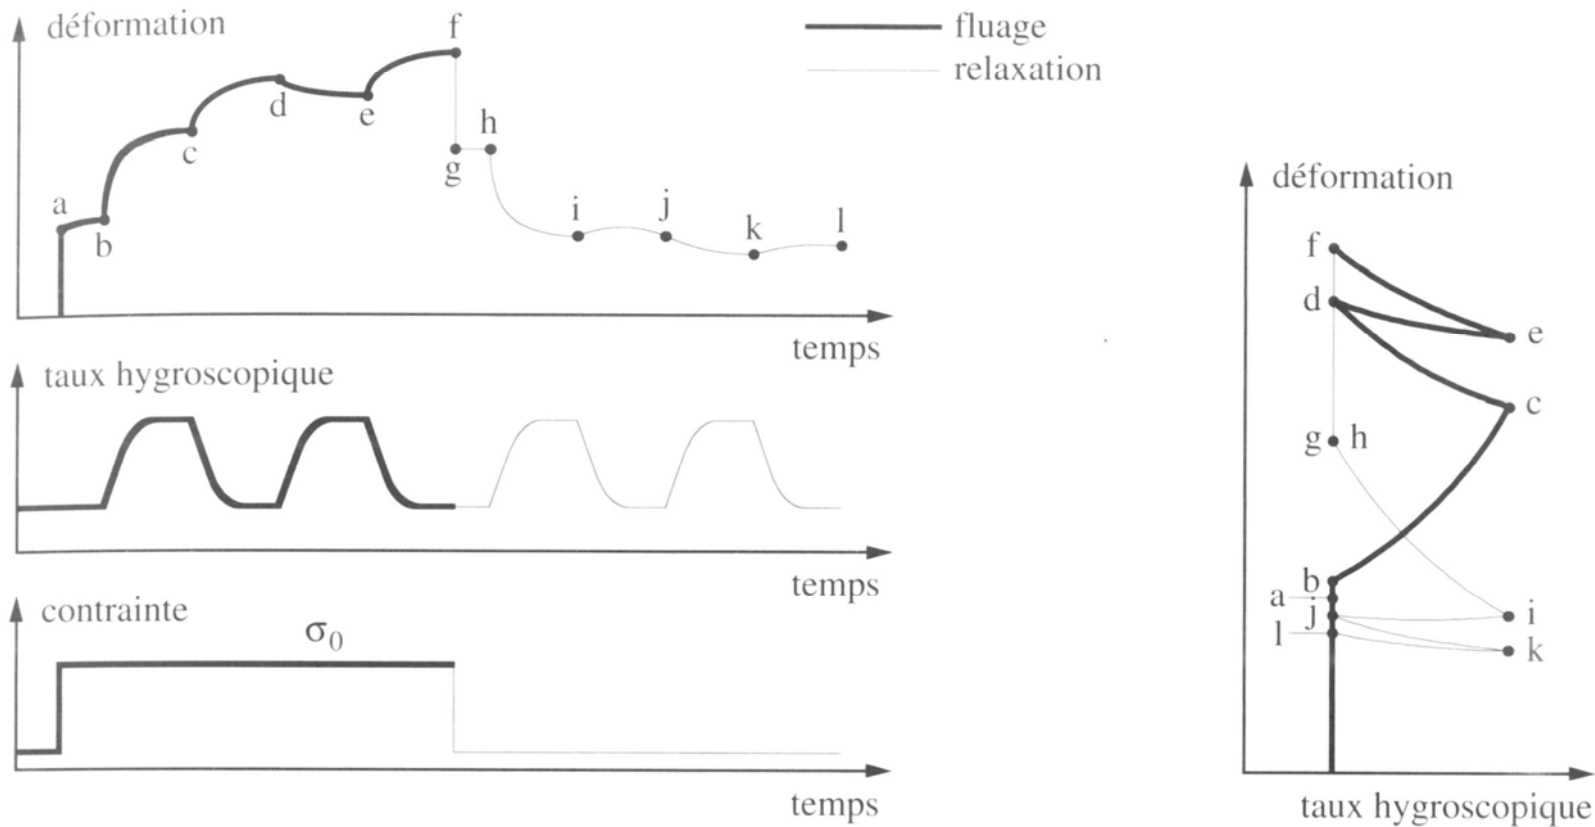 déformation
f
fluage
relaxation
d
e
c
h
g
a
b
i
j
k
l
temps
taux hygroscopique
temps
contrainte
σ₀
temps
déformation
f
d
e
c
g h
b
a
j
i
l
k
taux hygroscopique